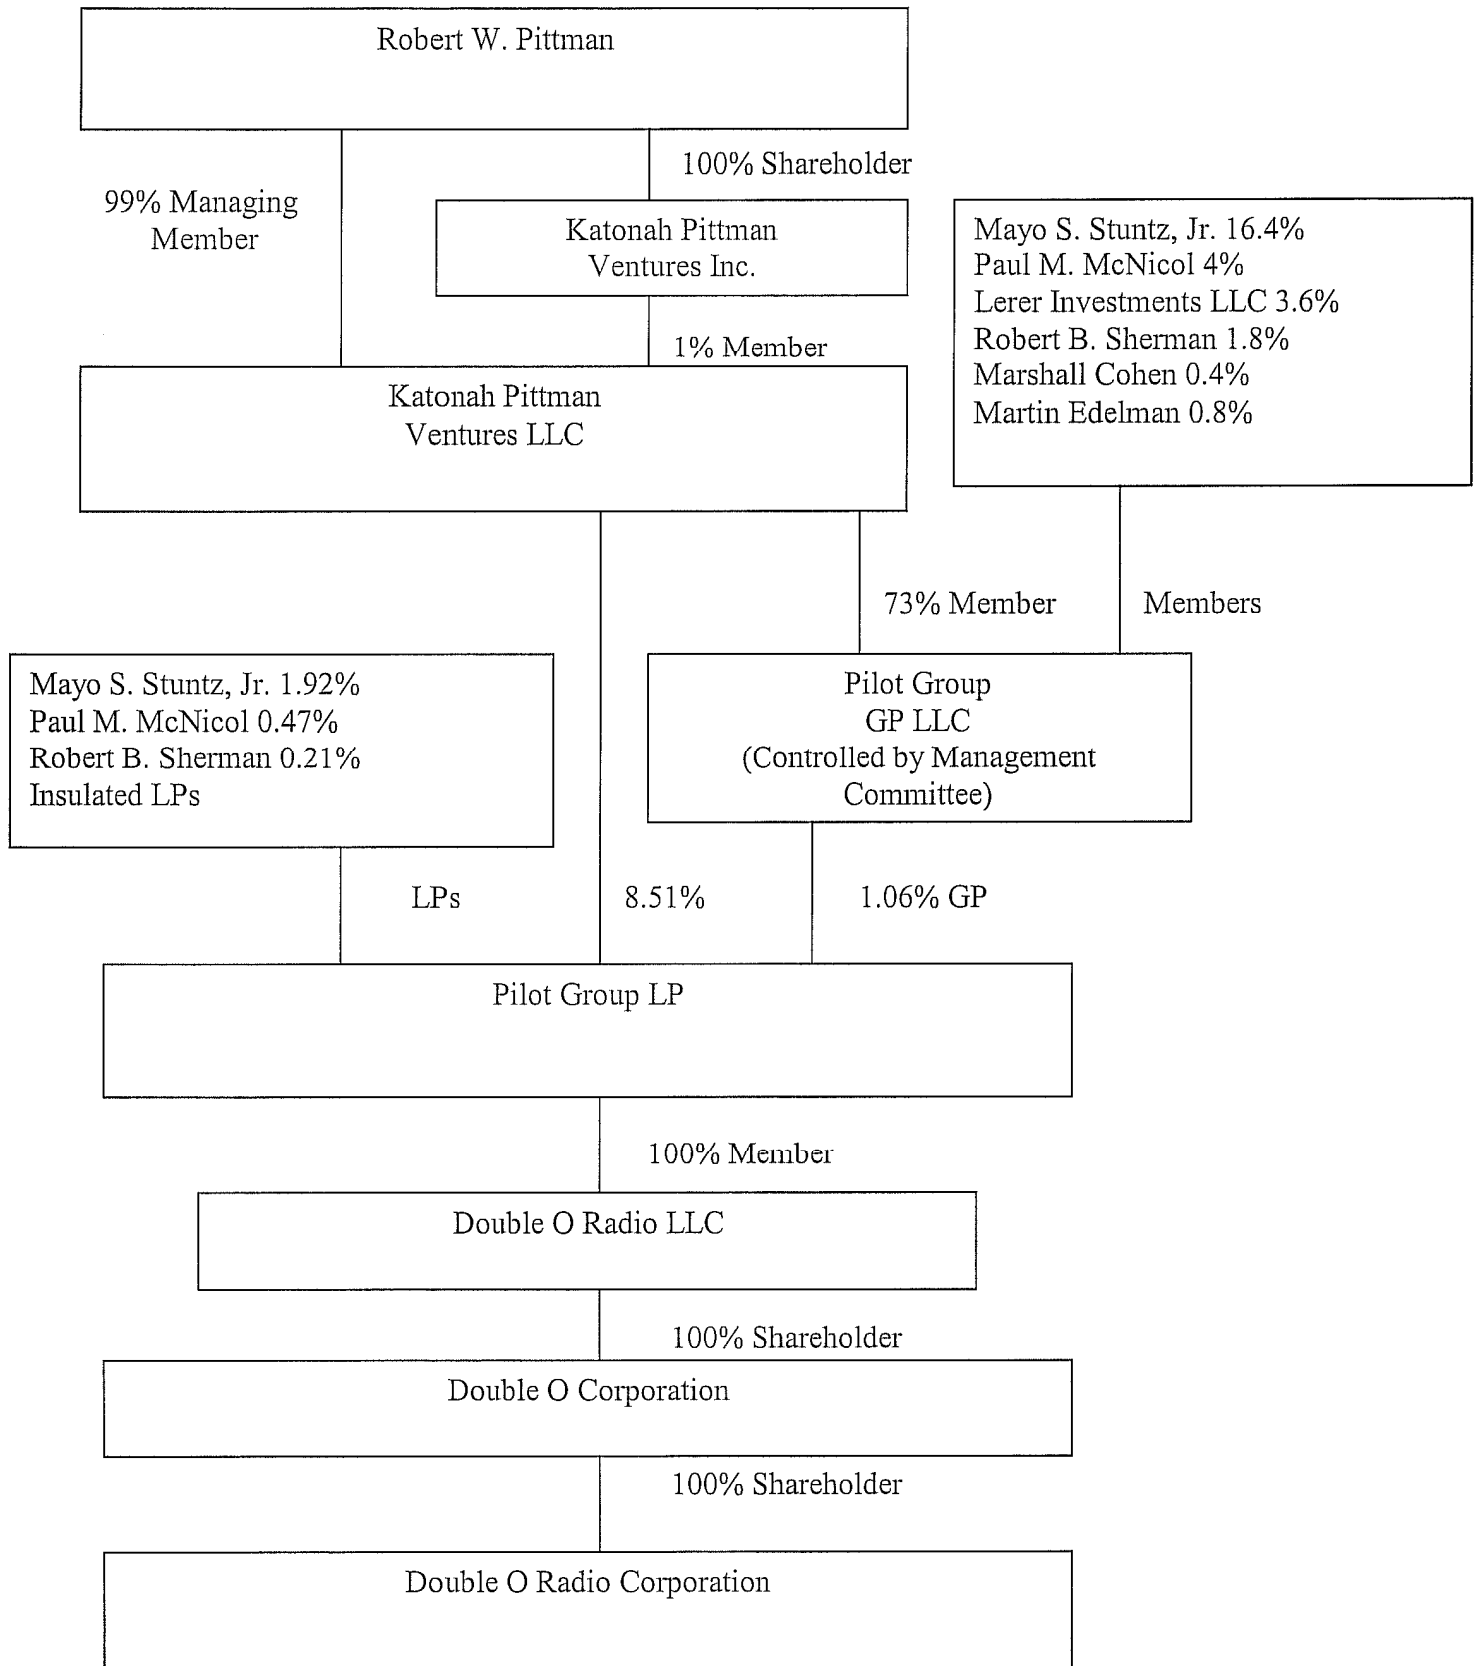 Robert W. Pittman
100% Shareholder
99% Managing
Member
Katonah Pittman
Ventures Inc.
Mayo S. Stuntz, Jr. 16.4%
Paul M. McNicol 4%
Lerer Investments LLC 3.6%
Robert B. Sherman 1.8%
Marshall Cohen 0.4%
Martin Edelman 0.8%
1% Member
Katonah Pittman
Ventures LLC
73% Member
Members
Mayo S. Stuntz, Jr. 1.92%
Paul M. McNicol 0.47%
Robert B. Sherman 0.21%
Insulated LPs
Pilot Group
GP LLC
(Controlled by Management
Committee)
LPs
8.51%
1.06% GP
Pilot Group LP
100% Member
Double O Radio LLC
100% Shareholder
Double O Corporation
100% Shareholder
Double O Radio Corporation